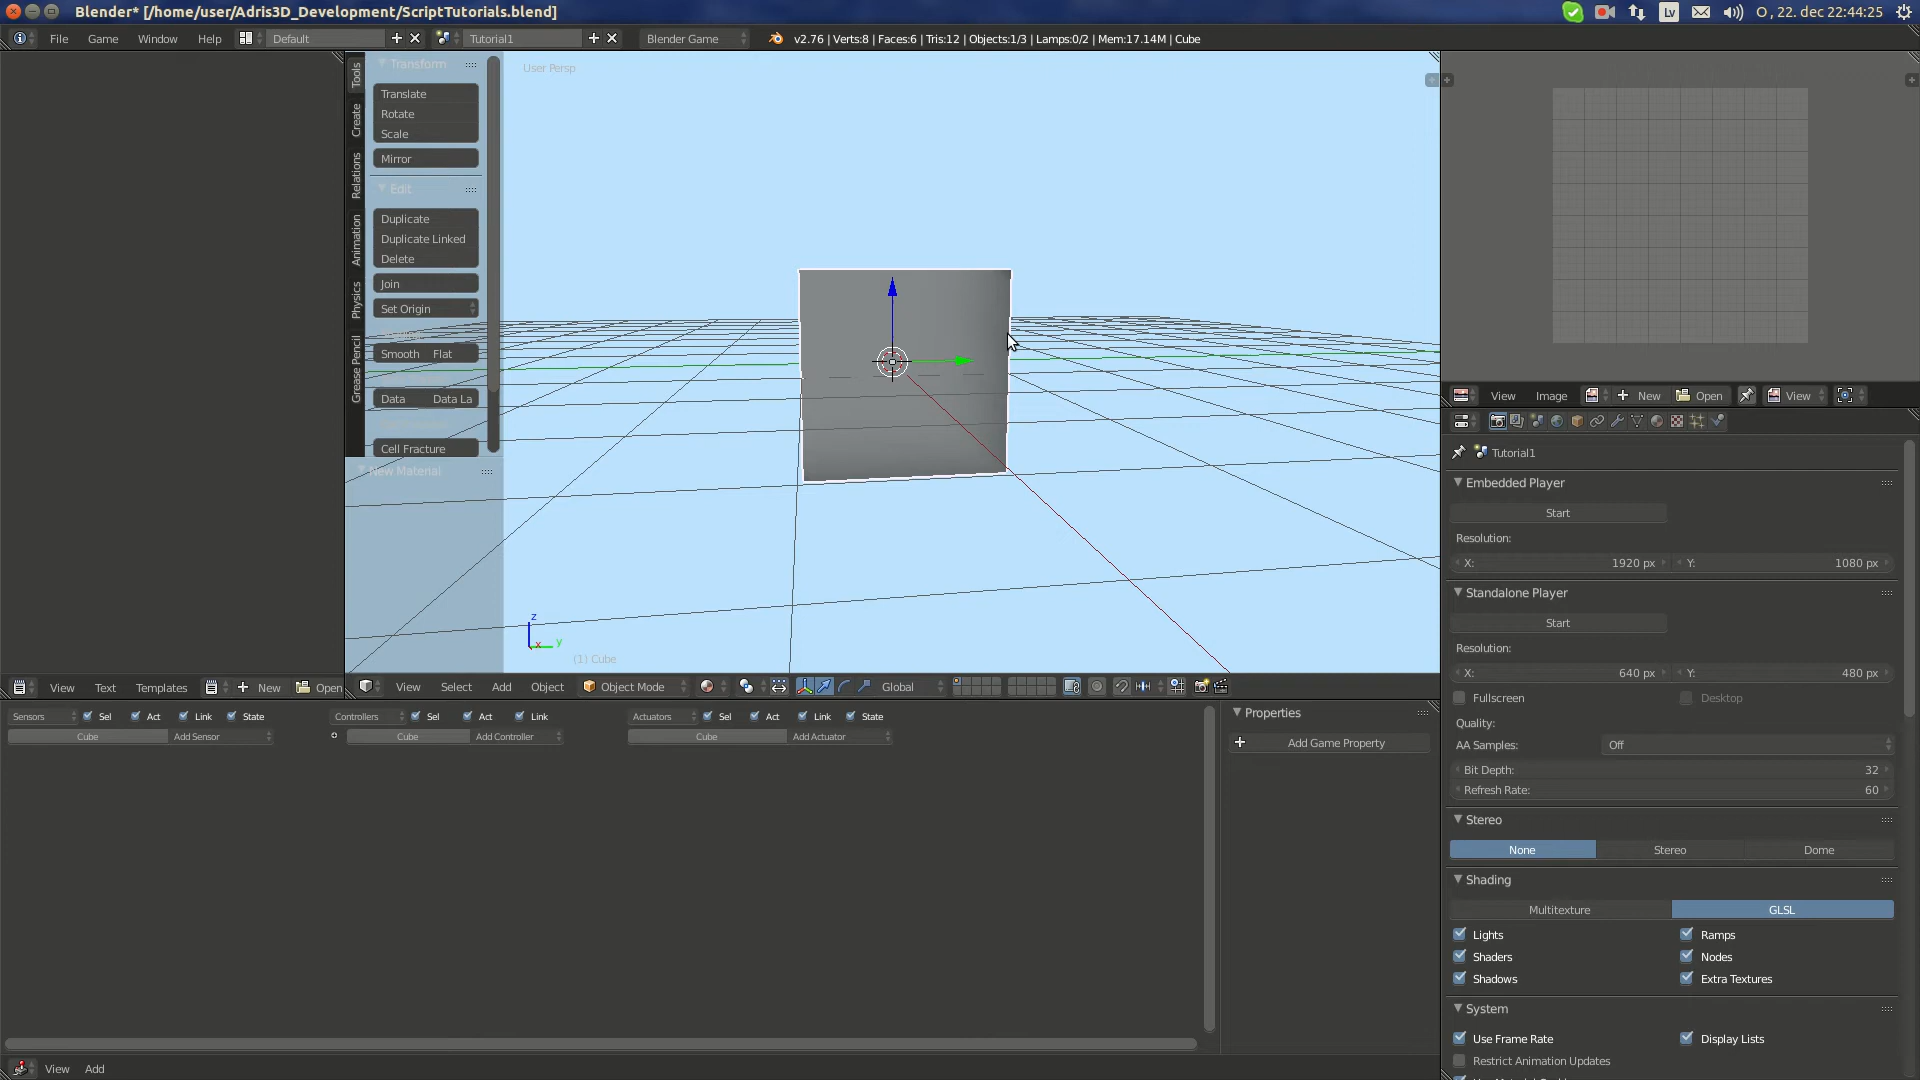 Blender* [/home/user/Adris3D_Development/ScriptTutorials.blend]
Lv
O , 22. dec 22:44:25
File Game Window Help
Default
Tutorial1
Blender Game
v2.76 | Verts:8 | Faces:6 | Tris:12 | Objects:1/3 | Lamps:0/2 | Mem:17.14M | Cube
Tools
Create
Relations
Animation
Physics
Grease Pencil
Transform
Translate
Rotate
Scale
Mirror
Edit
Duplicate
Duplicate Linked
Delete
Join
Set Origin
Smooth Flat
Data Data La
Cell Fracture
New Material
User Persp
z
x y
(1) Cube
View Text Templates New Open
View Select Add Object Object Mode Global
View Image New Open View
Tutorial1
Embedded Player
Start
Resolution:
X: 1920 px Y: 1080 px
Standalone Player
Start
Resolution:
X: 640 px Y: 480 px
Fullscreen Desktop
Quality:
AA Samples: Off
Bit Depth: 32
Refresh Rate: 60
Stereo
None Stereo Dome
Shading
Multitexture GLSL
Lights Ramps
Shaders Nodes
Shadows Extra Textures
System
Use Frame Rate Display Lists
Restrict Animation Updates
Sensors Sel Act Link State
Cube Add Sensor
Controllers Sel Act Link
Cube Add Controller
Actuators Sel Act Link State
Cube Add Actuator
Properties
Add Game Property
View Add